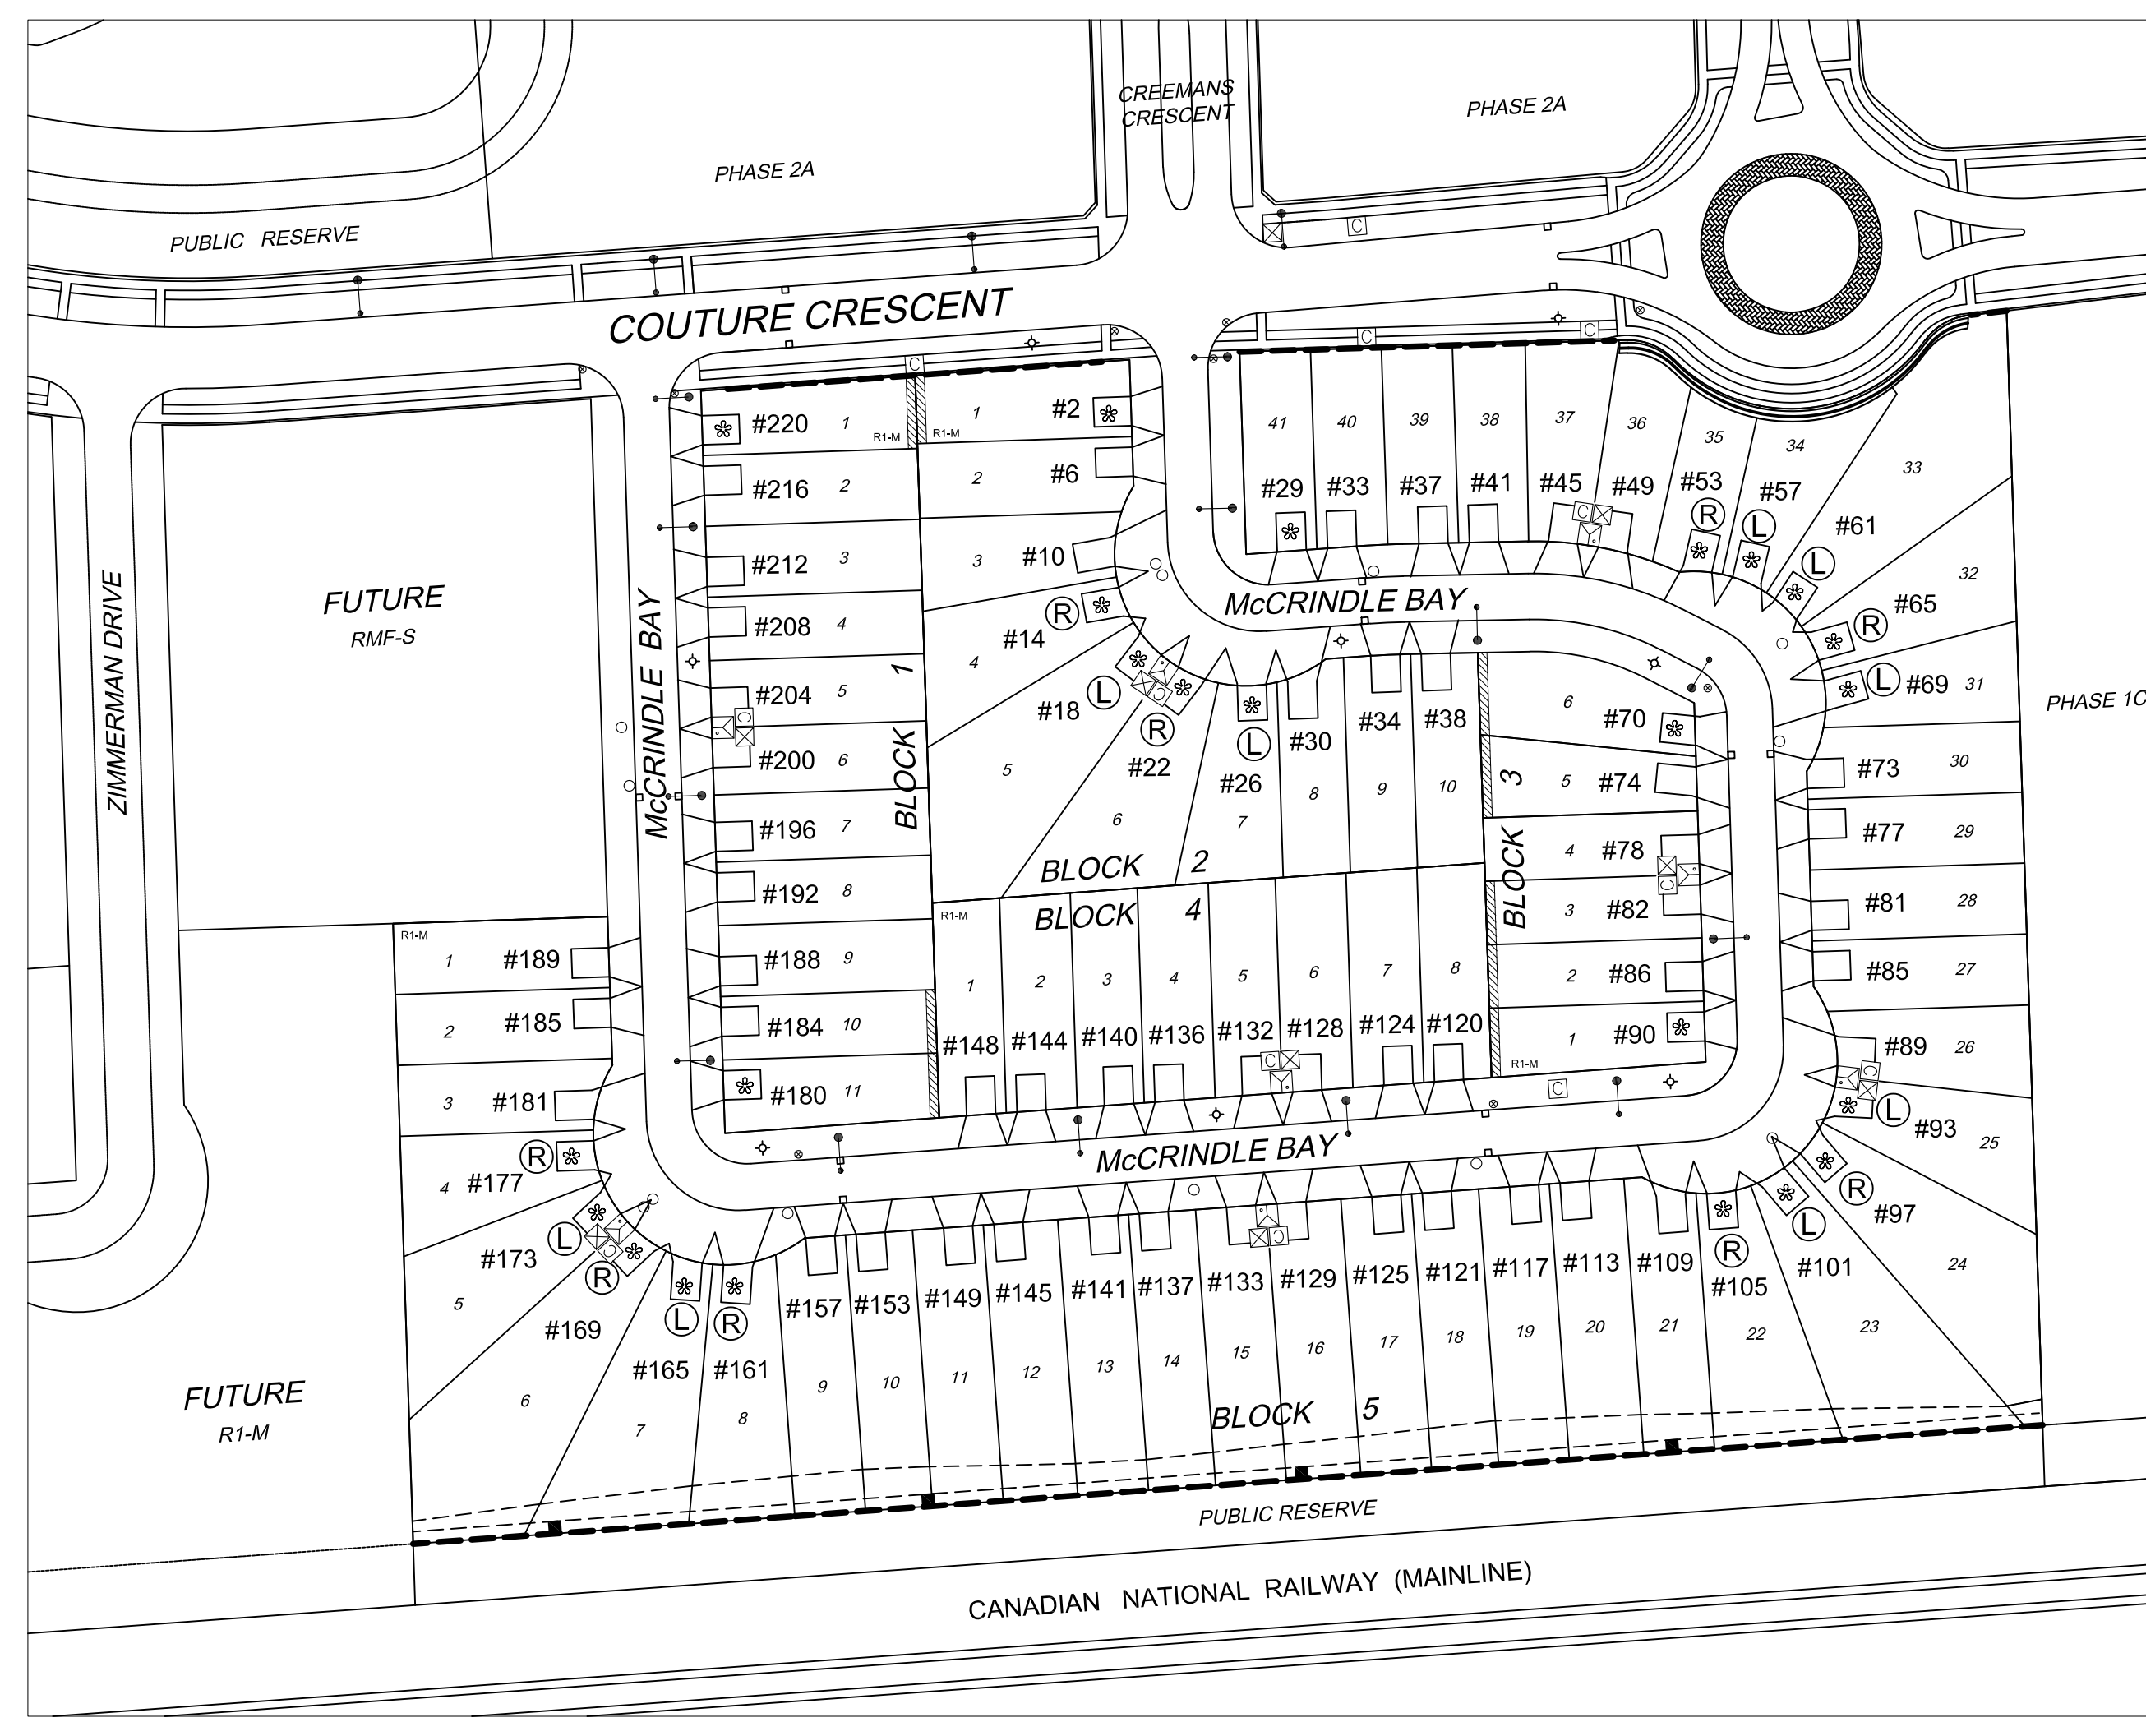 CREEMANS
CRESCENT
PHASE 2A
PHASE 2A
PUBLIC RESERVE
C
COUTURE CRESCENT
C
C
C
#220 1 R1-M
R1-M 1 #2
#216 2
2 #6
#212 3
3 #10
#208 4
R #14
4
#204 5
C
#200 6
#196 7
#192 8
#188 9
#184 10
#180 11
BLOCK 1
McCRINDLE BAY
ZIMMERMAN DRIVE
FUTURE
RMF-S
41 40 39 38 37 36 35 34 33
#29 #33 #37 #41 #45 #49 #53 #57 #61
C
R L L
McCRINDLE BAY
32
#65
R
L #69 31
PHASE 1C
#18 L
C
R
5
#22
6
L
#26
7
#30
8
#34
9
#38
10
BLOCK 2
6 #70
5 #74
4 #78
C
3 #82
2 #86
1 #90
R1-M
BLOCK 3
#73 30
#77 29
#81 28
#85 27
#89 26
C
L #93 25
R #97
24
R1-M
BLOCK 4
1 2 3 4 5 6 7 8
#148 #144 #140 #136 #132 #128 #124 #120
C
C
McCRINDLE BAY
R1-M
1 #189
2 #185
3 #181
R
4 #177
#173 L
C
R
5
#169
6
L R
#165 #161
7 8
#157 #153 #149 #145 #141 #137 #133 #129 #125 #121 #117 #113 #109 #105 #101
C
R L
9 10 11 12 13 14 15 16 17 18 19 20 21 22 23
BLOCK 5
FUTURE
R1-M
PUBLIC RESERVE
CANADIAN NATIONAL RAILWAY (MAINLINE)